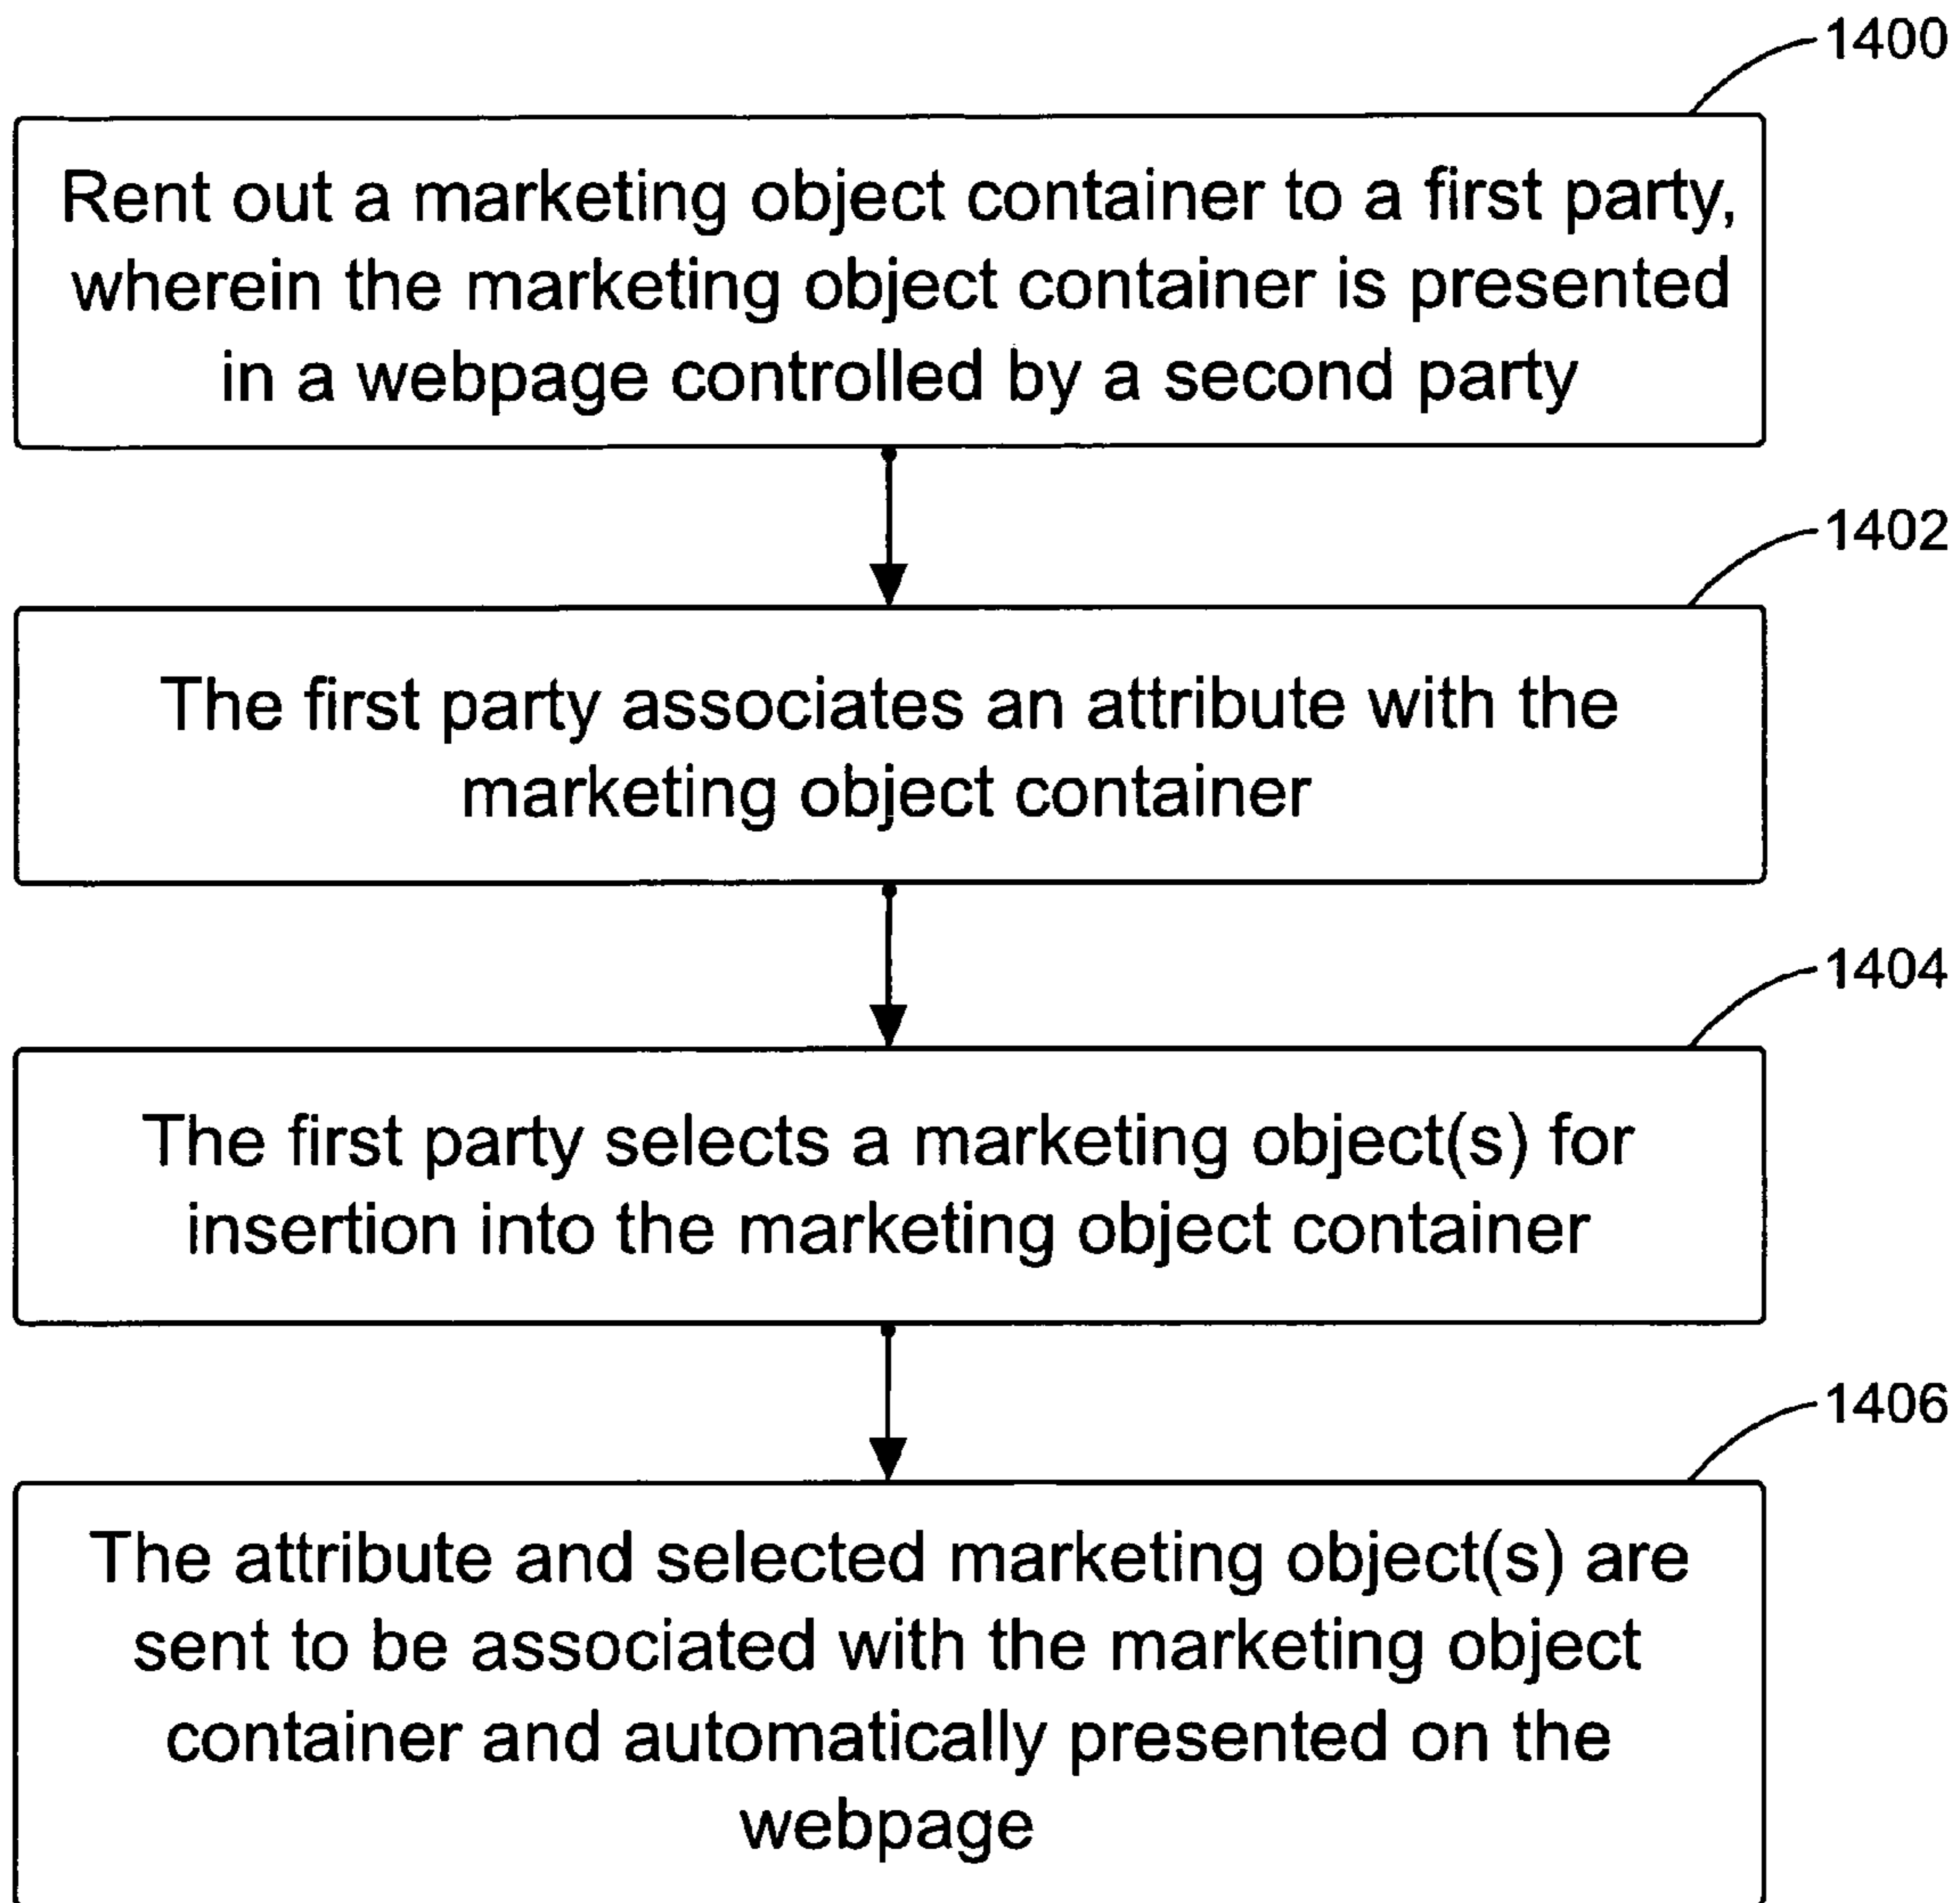 1400
Rent out a marketing object container to a first party,
wherein the marketing object container is presented
in a webpage controlled by a second party
1402
The first party associates an attribute with the
marketing object container
1404
The first party selects a marketing object(s) for
insertion into the marketing object container
1406
The attribute and selected marketing object(s) are
sent to be associated with the marketing object
container and automatically presented on the
webpage